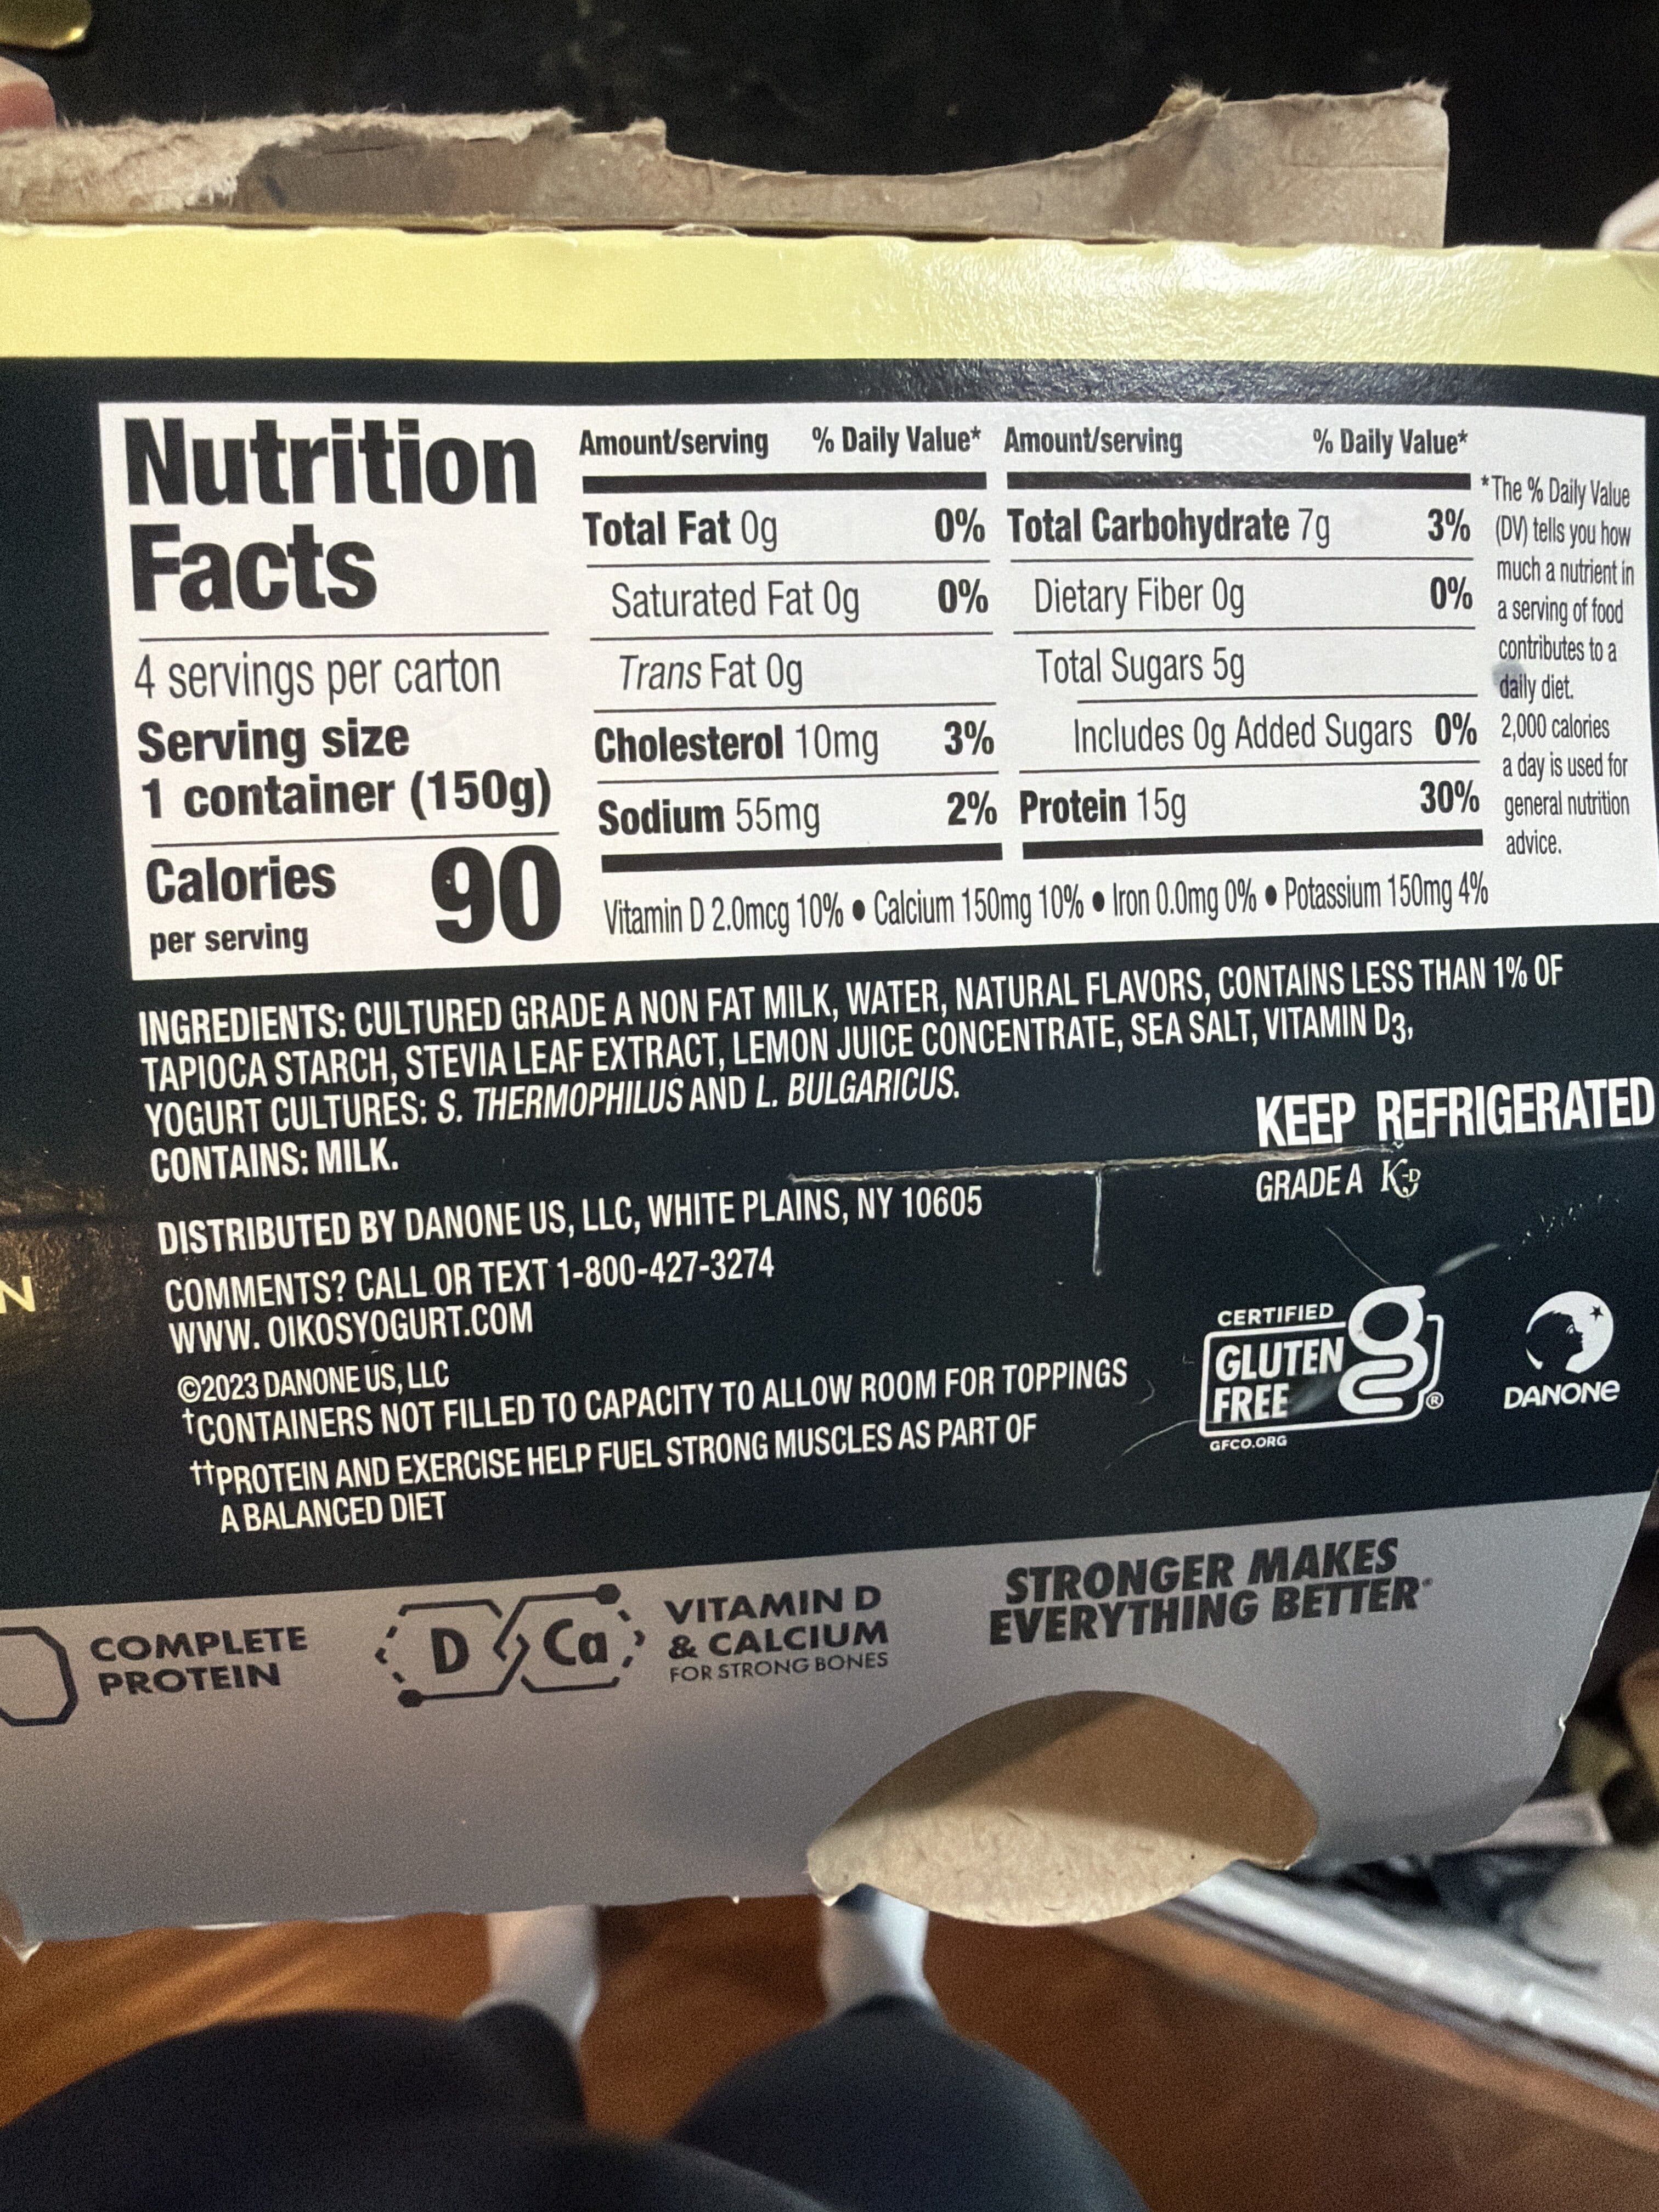 Nutrition
Facts
4 servings per carton
Serving size
1 container (150g)
Calories 90
per serving
Amount/serving % Daily Value*
Total Fat 0g 0%
Saturated Fat 0g 0%
Trans Fat 0g
Cholesterol 10mg 3%
Sodium 55mg 2%
Amount/serving % Daily Value*
Total Carbohydrate 7g 3%
Dietary Fiber 0g 0%
Total Sugars 5g
Includes 0g Added Sugars 0%
Protein 15g 30%
Vitamin D 2.0mcg 10% • Calcium 150mg 10% • Iron 0.0mg 0% • Potassium 150mg 4%
*The % Daily Value
(DV) tells you how
much a nutrient in
a serving of food
contributes to a
daily diet.
2,000 calories
a day is used for
general nutrition
advice.
INGREDIENTS: CULTURED GRADE A NON FAT MILK, WATER, NATURAL FLAVORS, CONTAINS LESS THAN 1% OF
TAPIOCA STARCH, STEVIA LEAF EXTRACT, LEMON JUICE CONCENTRATE, SEA SALT, VITAMIN D3,
YOGURT CULTURES: S. THERMOPHILUS AND L. BULGARICUS.
CONTAINS: MILK.
KEEP REFRIGERATED
GRADE A K-D
DISTRIBUTED BY DANONE US, LLC, WHITE PLAINS, NY 10605
COMMENTS? CALL OR TEXT 1-800-427-3274
WWW. OIKOSYOGURT.COM
©2023 DANONE US, LLC
†CONTAINERS NOT FILLED TO CAPACITY TO ALLOW ROOM FOR TOPPINGS
††PROTEIN AND EXERCISE HELP FUEL STRONG MUSCLES AS PART OF
A BALANCED DIET
N
CERTIFIED
GLUTEN
FREE
g
®
GFCO.ORG
DANONE
COMPLETE
PROTEIN
D Ca
VITAMIN D
& CALCIUM
FOR STRONG BONES
STRONGER MAKES
EVERYTHING BETTER®